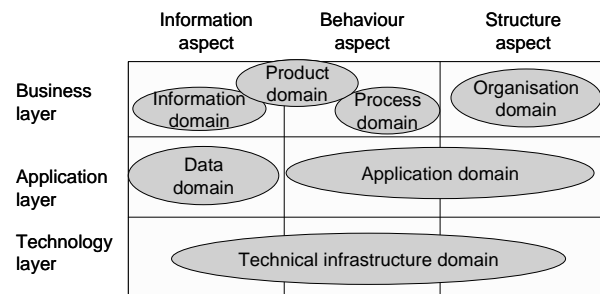 Information
aspect
Behaviour
aspect
Structure
aspect
Business
layer
Information
domain
Product
domain
Process
domain
Organisation
domain
Application
layer
Data
domain
Application domain
Technology
layer
Technical infrastructure domain